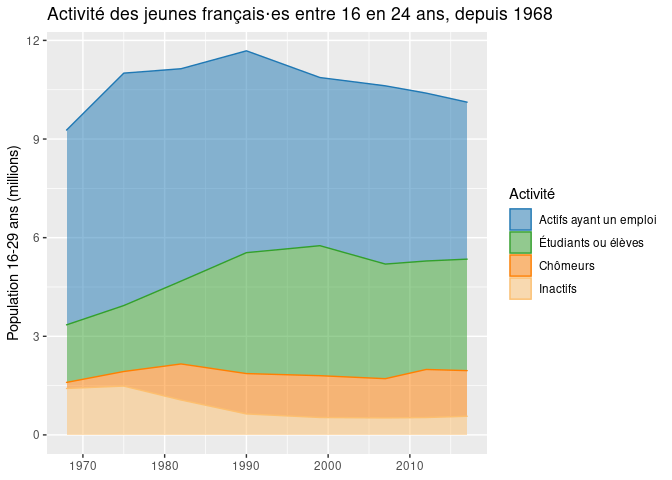 Activité des jeunes français·es entre 16 en 24 ans, depuis 1968
Population 16-29 ans (millions)
12
9
6
3
0
1970
1980
1990
2000
2010
Activité
Actifs ayant un emploi
Étudiants ou élèves
Chômeurs
Inactifs